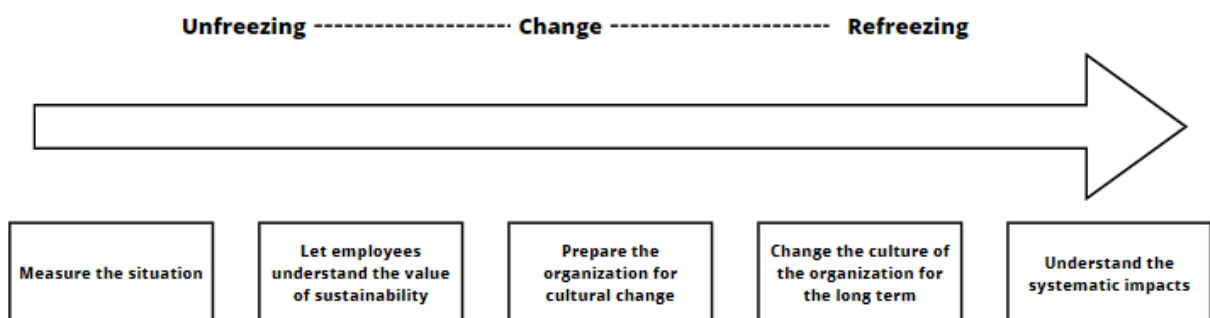 Unfreezing -------------------- Change ---------------------- Refreezing
Measure the situation
Let employees
understand the value
of sustainability
Prepare the
organization for
cultural change
Change the culture of
the organization for
the long term
Understand the
systematic impacts